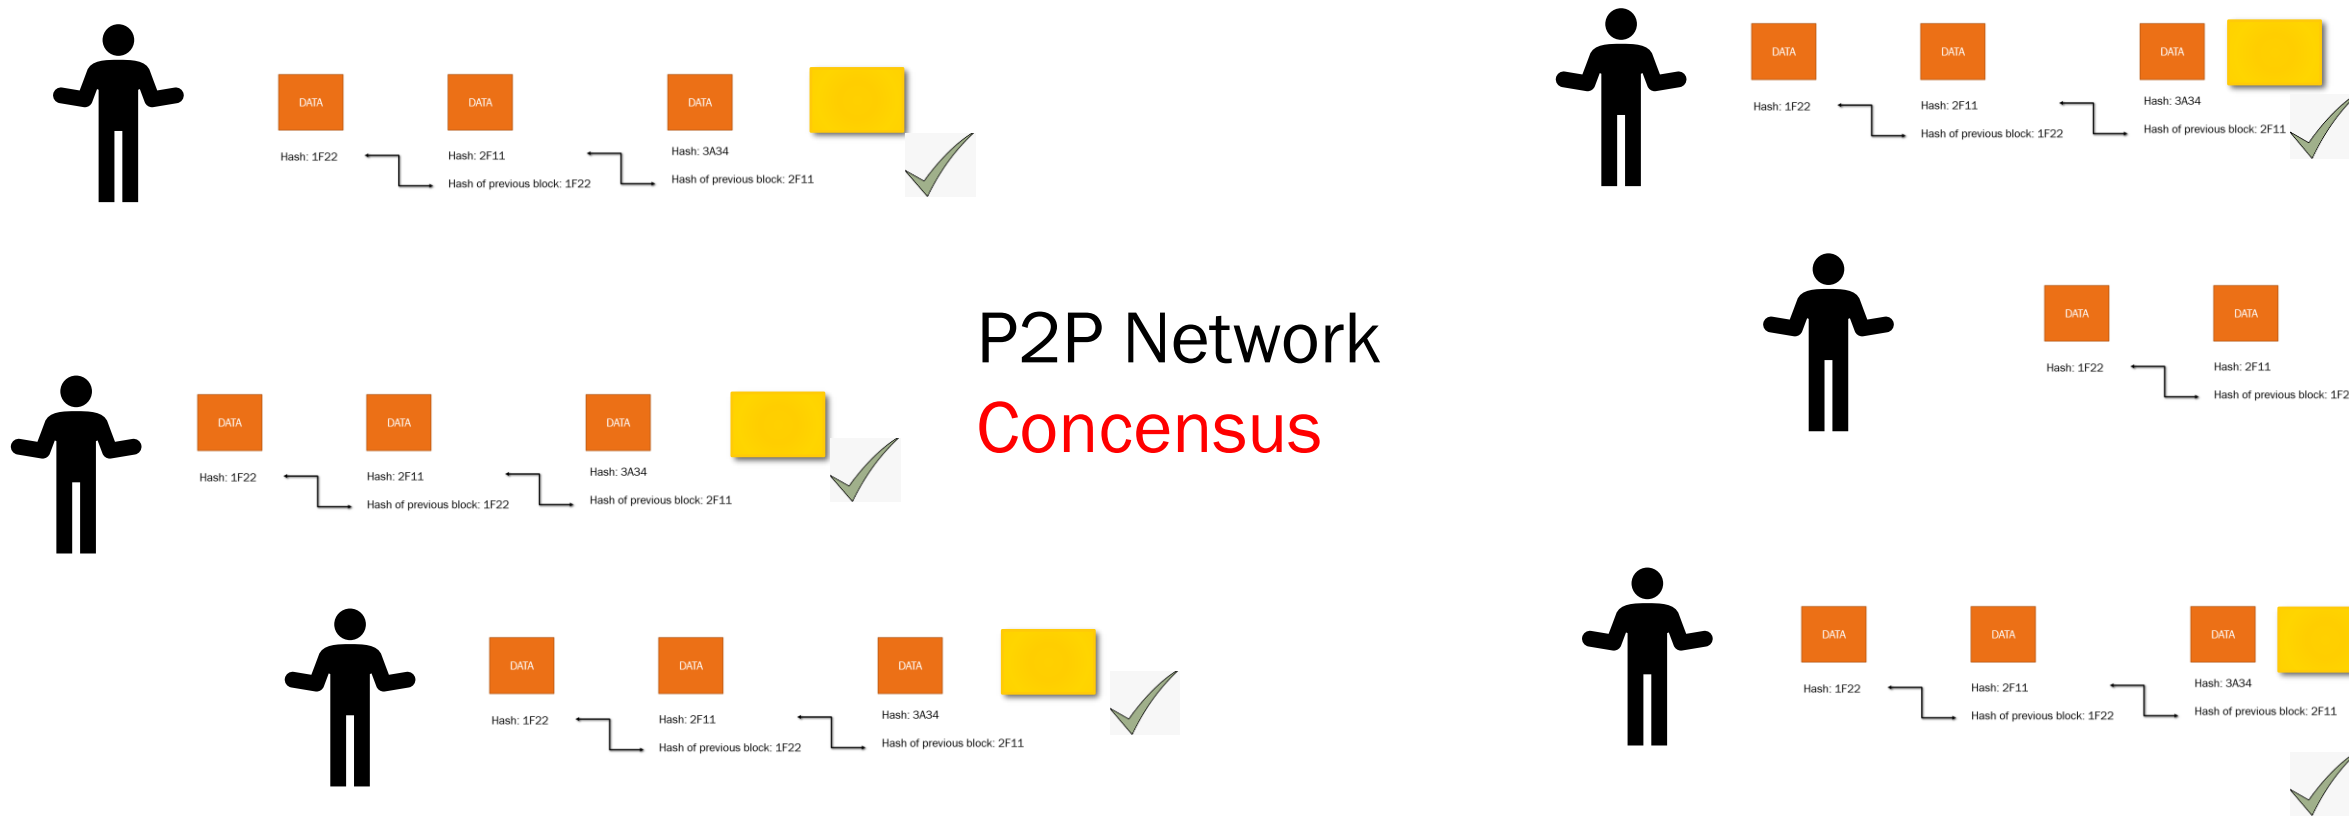 DATA
DATA
DATA
Hash: 1F22
Hash: 2F11
Hash: 3A34
Hash of previous block: 1F22
Hash of previous block: 2F11
DATA
DATA
DATA
Hash: 1F22
Hash: 2F11
Hash: 3A34
Hash of previous block: 1F22
Hash of previous block: 2F11
P2P Network
Concensus
DATA
DATA
Hash: 1F22
Hash: 2F11
Hash of previous block: 1F2
DATA
DATA
DATA
Hash: 1F22
Hash: 2F11
Hash: 3A34
Hash of previous block: 1F22
Hash of previous block: 2F11
DATA
DATA
DATA
Hash: 1F22
Hash: 2F11
Hash: 3A34
Hash of previous block: 1F22
Hash of previous block: 2F11
DATA
DATA
DATA
Hash: 1F22
Hash: 2F11
Hash: 3A34
Hash of previous block: 1F22
Hash of previous block: 2F11